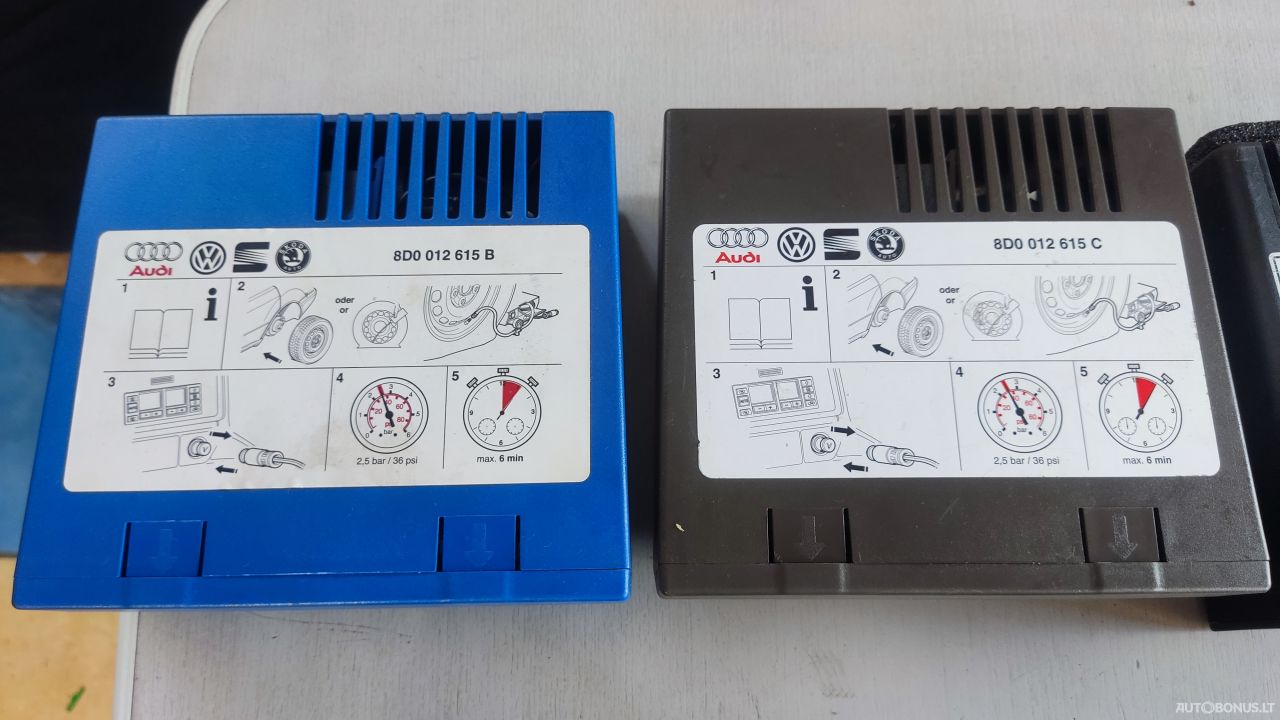 Audi
8D0 012 615 B
1
i
2
oder
or
3
4
2,5 bar / 36 psi
5
max. 6 min
Audi
8D0 012 615 C
1
i
2
oder
or
3
4
2,5 bar / 36 psi
5
max. 6 min
AUTOBONUS.LT